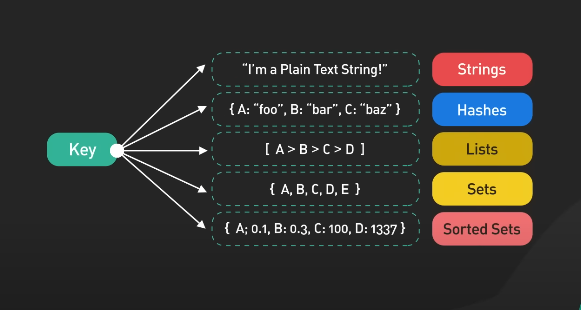 Key
“I'm a Plain Text String!” Strings
{ A: “foo”, B: “bar”, C: “baz” } Hashes
[ A > B > C > D ] Lists
{ A, B, C, D, E } Sets
{ A; 0.1, B: 0.3, C: 100, D: 1337 } Sorted Sets